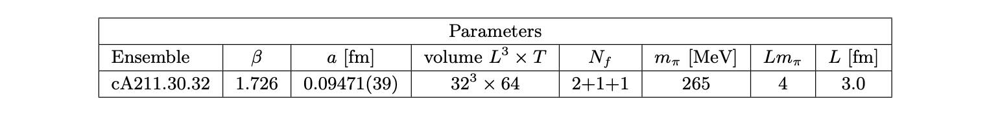 Parameters
Ensemble β a [fm] volume L³ × T N_f m_π [MeV] Lm_π L [fm]
cA211.30.32 1.726 0.09471(39) 32³ × 64 2+1+1 265 4 3.0